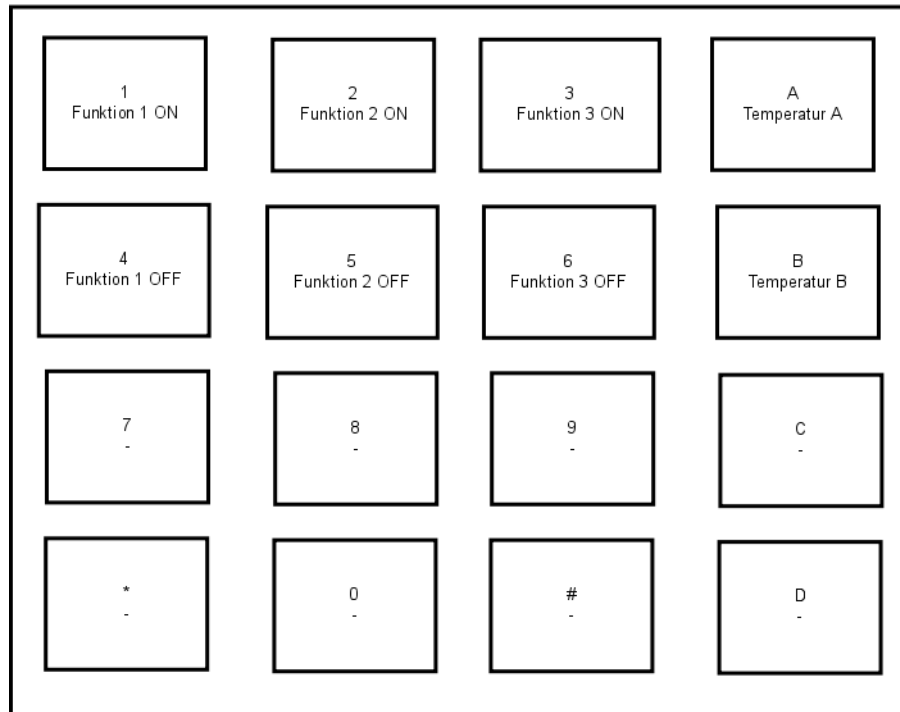 1
Funktion 1 ON
2
Funktion 2 ON
3
Funktion 3 ON
A
Temperatur A
4
Funktion 1 OFF
5
Funktion 2 OFF
6
Funktion 3 OFF
B
Temperatur B
7
-
8
-
9
-
C
-
*
-
0
-
#
-
D
-